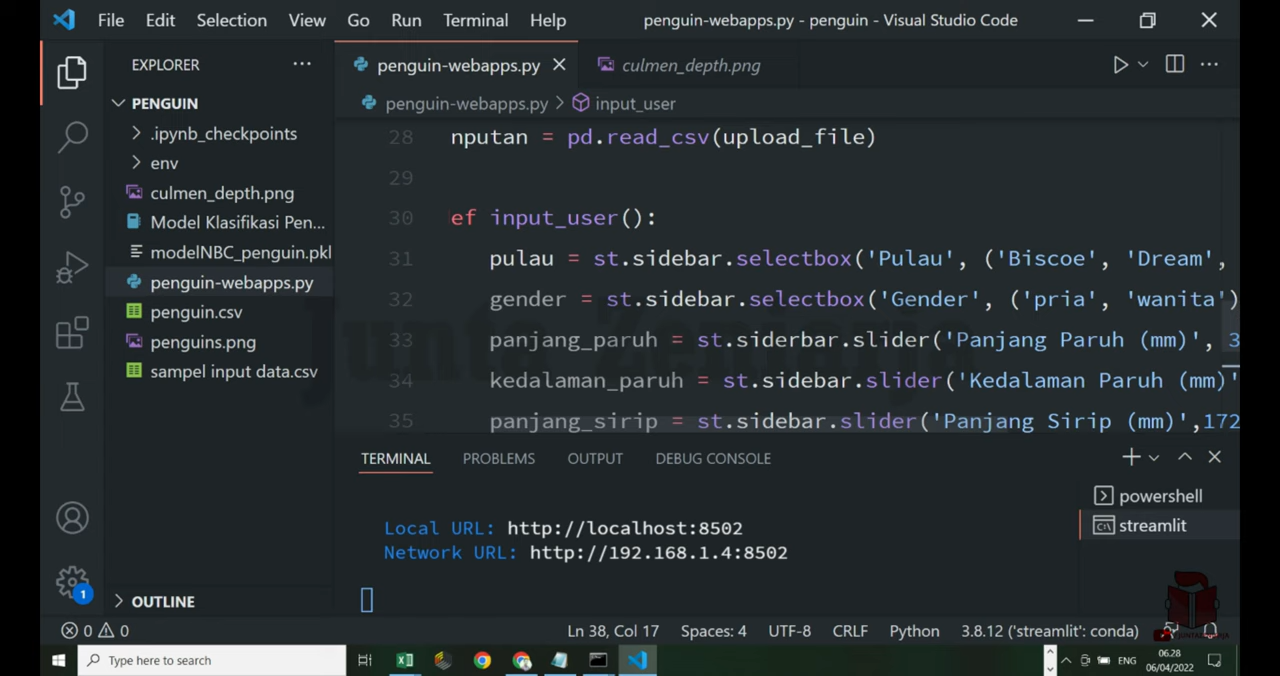 File Edit Selection View Go Run Terminal Help penguin-webapps.py - penguin - Visual Studio Code
EXPLORER
PENGUIN
.ipynb_checkpoints
env
culmen_depth.png
Model Klasifikasi Pen...
modelNBC_penguin.pkl
penguin-webapps.py
penguin.csv
penguins.png
sampel input data.csv
OUTLINE
penguin-webapps.py culmen_depth.png
penguin-webapps.py > input_user
28 nputan = pd.read_csv(upload_file)
29
30 ef input_user():
31 pulau = st.sidebar.selectbox('Pulau', ('Biscoe', 'Dream',
32 gender = st.sidebar.selectbox('Gender', ('pria', 'wanita')
33 panjang_paruh = st.siderbar.slider('Panjang Paruh (mm)', 3
34 kedalaman_paruh = st.sidebar.slider('Kedalaman Paruh (mm)'
35 panjang_sirip = st.sidebar.slider('Panjang Sirip (mm)',172
Junta Zeniarja
TERMINAL PROBLEMS OUTPUT DEBUG CONSOLE
Local URL: http://localhost:8502
Network URL: http://192.168.1.4:8502
powershell
streamlit
1
0 0 Ln 38, Col 17 Spaces: 4 UTF-8 CRLF Python 3.8.12 ('streamlit': conda)
Type here to search
ENG
06.28
06/04/2022